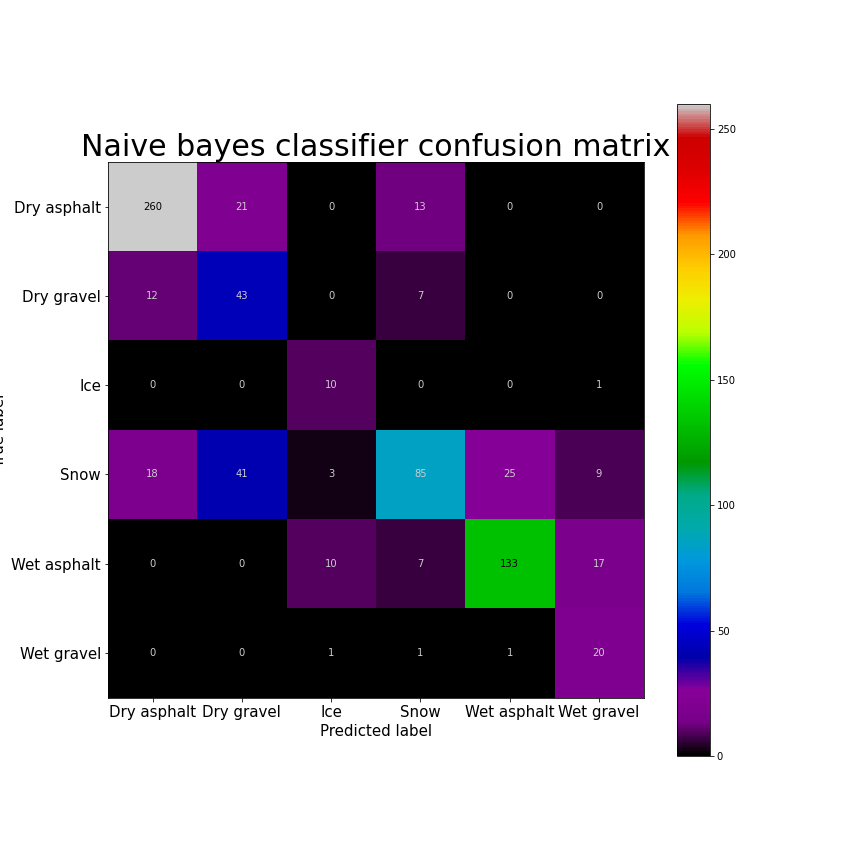 Naive bayes classifier confusion matrix
250
Dry asphalt 260 21 0 13 0 0
200
Dry gravel 12 43 0 7 0 0
150
Ice 0 0 10 0 0 1
Snow 18 41 3 85 25 9
100
Wet asphalt 0 0 10 7 133 17
50
Wet gravel 0 0 1 1 1 20
Dry asphalt Dry gravel Ice Snow Wet asphalt Wet gravel
Predicted label
0